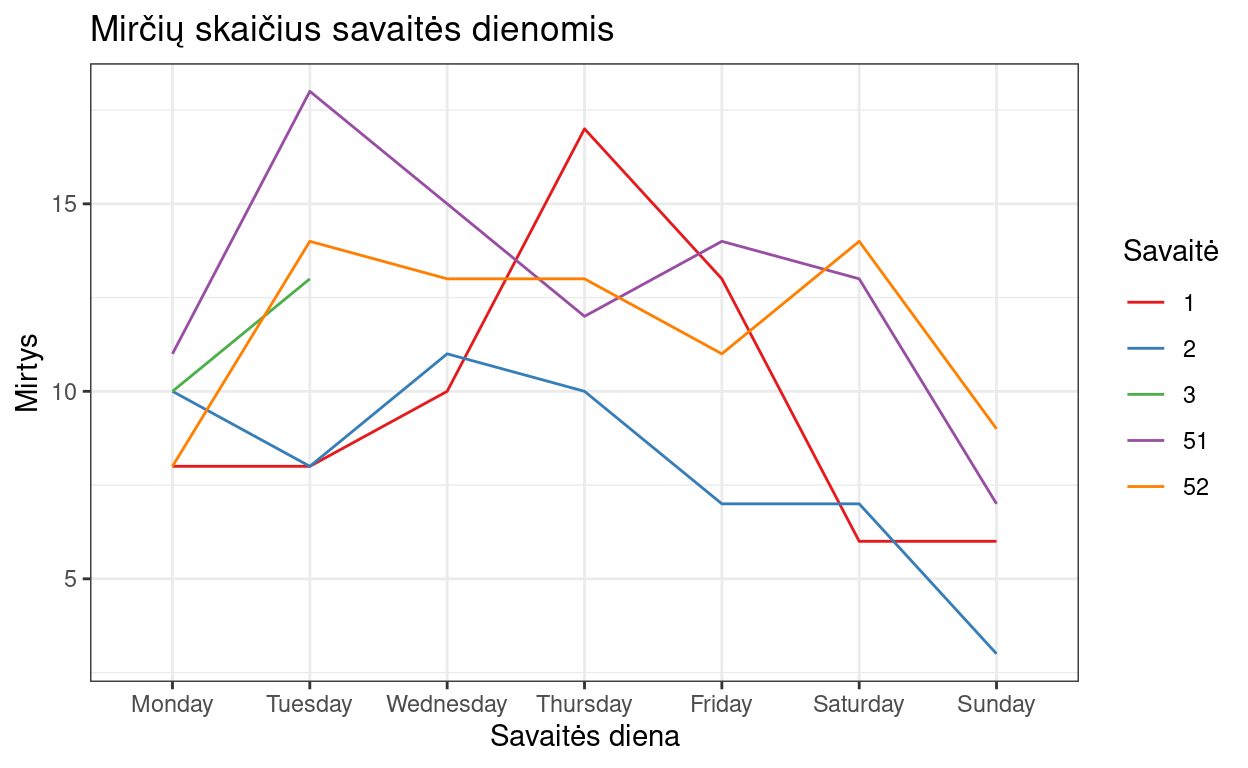 Mirčių skaičius savaitės dienomis
Mirtys
15
10
5
Monday Tuesday Wednesday Thursday Friday Saturday Sunday
Savaitės diena
Savaitė
1
2
3
51
52